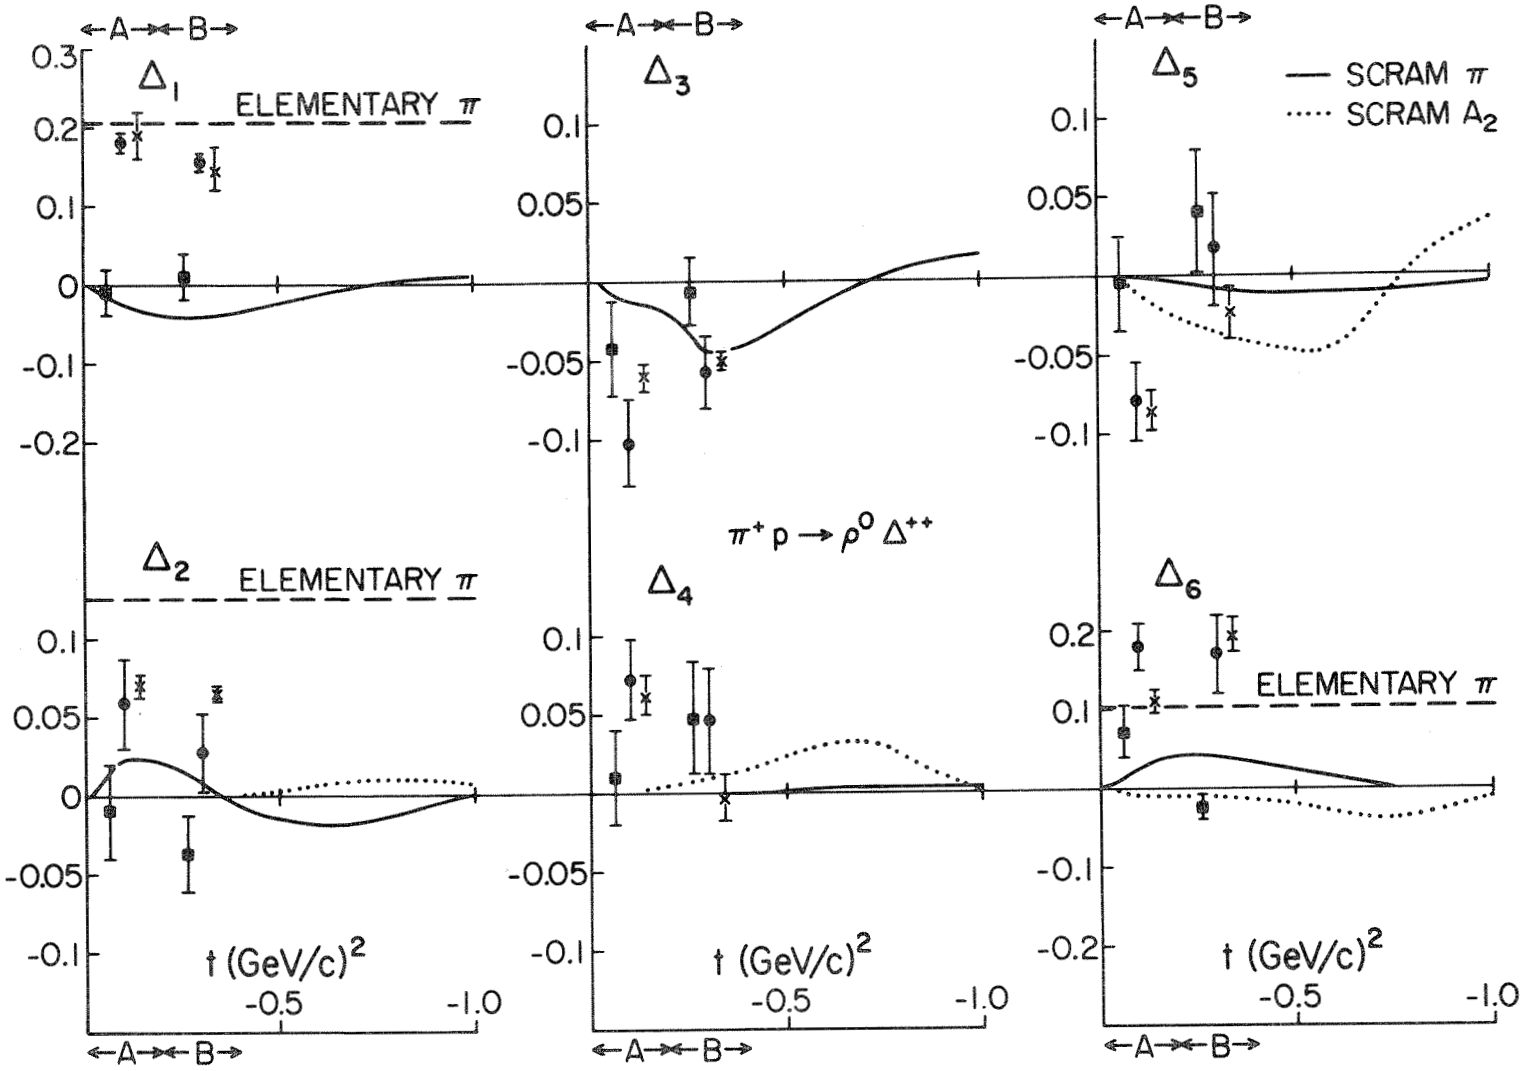 ←A→←B→
0.3
Δ1
ELEMENTARY π
0.2
0.1
0
-0.1
-0.2
←A→←B→
Δ3
0.1
0.05
-0.05
-0.1
←A→←B→
Δ5
SCRAM π
SCRAM A2
0.1
0.05
-0.05
-0.1
π+ p → ρ0 Δ++
Δ2
ELEMENTARY π
0.1
0.05
0
-0.05
-0.1
t (GeV/c)2
-0.5 -1.0
←A→←B→
Δ4
0.1
0.05
-0.05
-0.1
t (GeV/c)2
-0.5 -1.0
←A→←B→
Δ6
0.2
ELEMENTARY π
0.1
-0.1
-0.2
t (GeV/c)2
-0.5 -1.0
←A→←B→